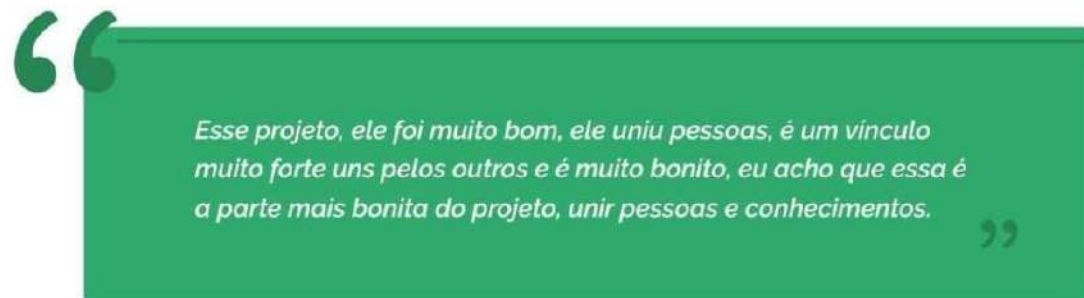 Esse projeto, ele foi muito bom, ele uniu pessoas, é um vínculo
muito forte uns pelos outros e é muito bonito, eu acho que essa é
a parte mais bonita do projeto, unir pessoas e conhecimentos.